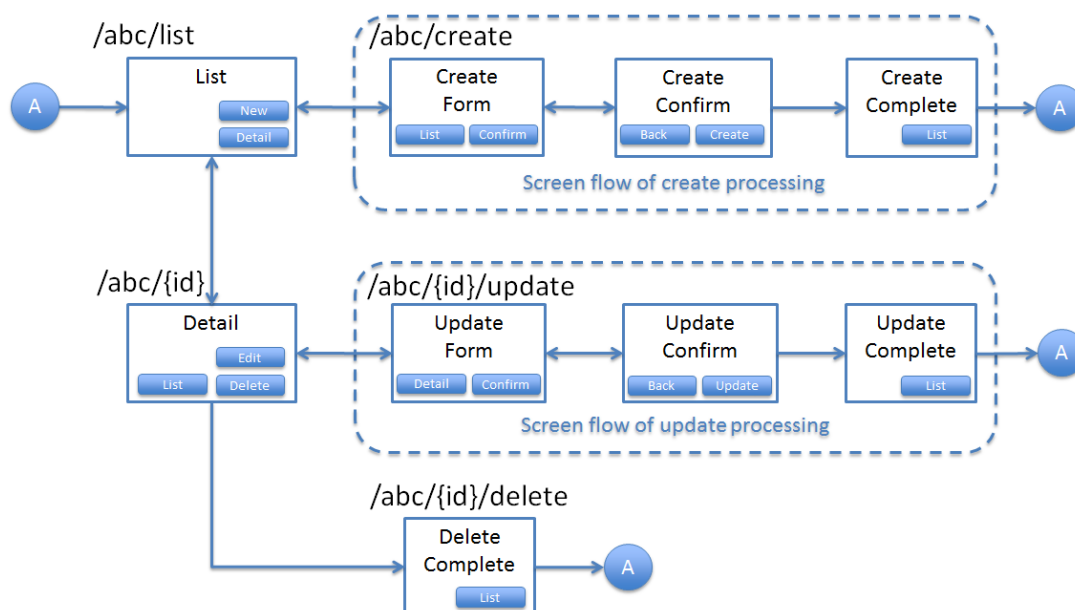 /abc/list
A
List
New
Detail
/abc/create
Create
Form
List Confirm
Create
Confirm
Back Create
Create
Complete
List
A
Screen flow of create processing
/abc/{id}
Detail
Edit
List Delete
/abc/{id}/update
Update
Form
Detail Confirm
Update
Confirm
Back Update
Update
Complete
List
A
Screen flow of update processing
/abc/{id}/delete
Delete
Complete
List
A